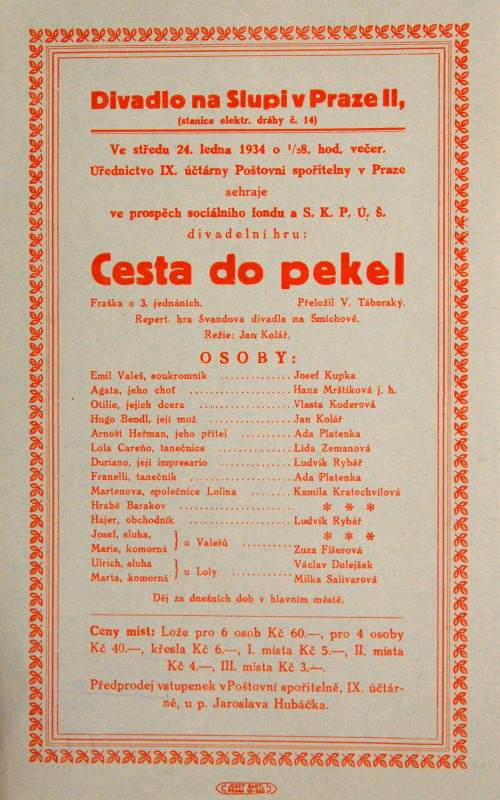 Divadlo na Slupi v Praze II,
(stanice elektr. dráhy č. 14)
Ve středu 24. ledna 1934 o ½8. hod. večer.
Úřednictvo IX. účtárny Poštovní spořitelny v Praze
sehraje
ve prospěch sociálního fondu a S. K. P. Ú. Š.
divadelní hru:
Cesta do pekel
Fraška o 3. jednáních. Přeložil V. Táborský.
Repert. hra Švandova divadla na Smíchově.
Režie: Jan Kolář.
OSOBY:
Emil Valeš, soukromník .............. Josef Kupka
Agata, jeho choť .................... Hana Mrštíková j. h.
Otilie, jejich dcera .................. Vlasta Kuderová
Hugo Bendl, její muž ................ Jan Kolář
Arnošt Heřman, jeho přítel .......... Ada Platenka
Lola Careňo, tanečnice .............. Lída Zemanová
Duriano, její impresario .............. Ludvík Rybář
Franelli, tanečník .................... Ada Platenka
Martenova, společnice Lolina ........ Kamila Kratochvílová
Hrabě Barakov ...................... * * *
Hajer, obchodník .................... Ludvík Rybář
Josef, sluha, } u Valešů .............. * * *
Marie, komorná } Zuza Fišerová
Ulrich, sluha } u Loly .............. Václav Dolejšek
Marta, komorná } Milka Salivarová
Děj za dnešních dob v hlavním městě.
Ceny míst: Lože pro 6 osob Kč 60.—, pro 4 osoby
Kč 40.—, křesla Kč 6.—, I. místa Kč 5.—, II. místa
Kč 4.—, III. místa Kč 3.—.
Předprodej vstupenek v Poštovní spořitelně, IX. účtár-
ně, u p. Jaroslava Hubáčka.
JOSEF BARTL